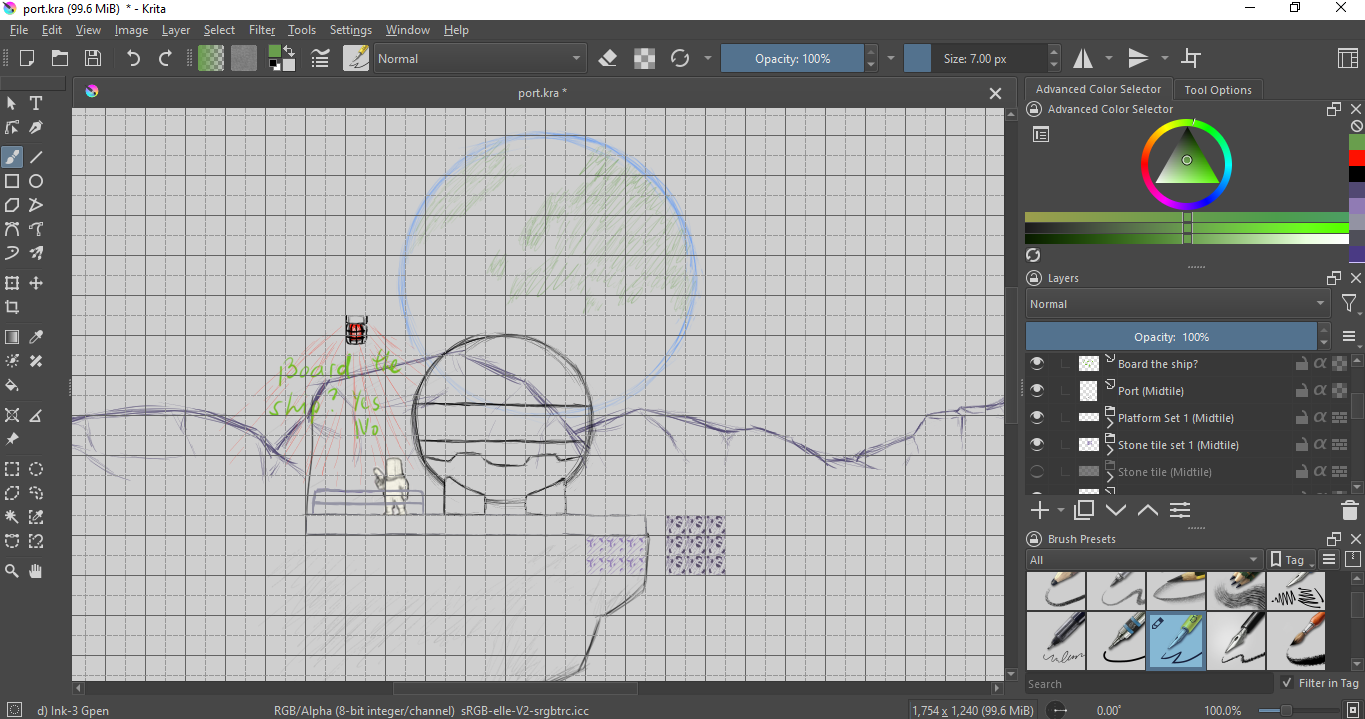 port.kra (99.6 MiB) * - Krita
File Edit View Image Layer Select Filter Tools Settings Window Help
Normal
Opacity: 100%
Size: 7.00 px
port.kra *
Advanced Color Selector
Tool Options
Advanced Color Selector
Layers
Normal
Opacity: 100%
Board the ship?
Port (Midtile)
Platform Set 1 (Midtile)
Stone tile set 1 (Midtile)
Stone tile (Midtile)
Board the
ship? Yes
No
Brush Presets
All
Tag
Search
Filter in Tag
d) Ink-3 Gpen
RGB/Alpha (8-bit integer/channel) sRGB-elle-V2-srgbtrc.icc
1,754 x 1,240 (99.6 MiB)
0.00°
100.0%